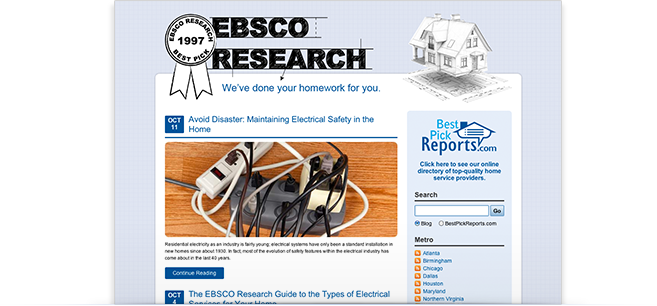 EBSCO RESEARCH
1997
BEST PICK
EBSCO
RESEARCH
We've done your homework for you.
OCT
11
Avoid Disaster: Maintaining Electrical Safety in the
Home
Residential electricity as an industry is fairly young; electrical systems have only been a standard installation in
new homes since about 1930. In fact, most of the evolution of safety features within the electrical industry has
come about in the last 40 years.
Continue Reading
OCT
4
The EBSCO Research Guide to the Types of Electrical
Services for Your Home
Best
Pick
Reports.com
Click here to see our online
directory of top-quality home
service providers.
Search
Go
Blog BestPickReports.com
Metro
Atlanta
Birmingham
Chicago
Dallas
Houston
Maryland
Northern Virginia